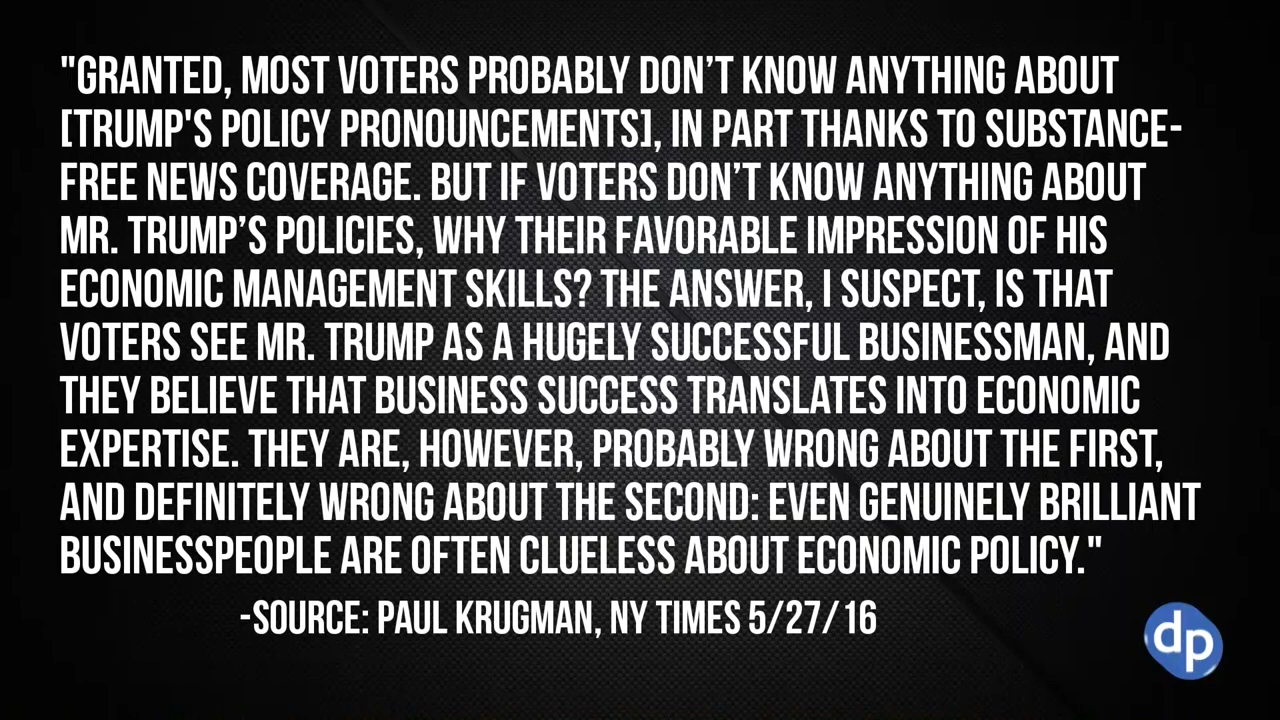 "GRANTED, MOST VOTERS PROBABLY DON’T KNOW ANYTHING ABOUT
[TRUMP'S POLICY PRONOUNCEMENTS], IN PART THANKS TO SUBSTANCE-
FREE NEWS COVERAGE. BUT IF VOTERS DON’T KNOW ANYTHING ABOUT
MR. TRUMP’S POLICIES, WHY THEIR FAVORABLE IMPRESSION OF HIS
ECONOMIC MANAGEMENT SKILLS? THE ANSWER, I SUSPECT, IS THAT
VOTERS SEE MR. TRUMP AS A HUGELY SUCCESSFUL BUSINESSMAN, AND
THEY BELIEVE THAT BUSINESS SUCCESS TRANSLATES INTO ECONOMIC
EXPERTISE. THEY ARE, HOWEVER, PROBABLY WRONG ABOUT THE FIRST,
AND DEFINITELY WRONG ABOUT THE SECOND: EVEN GENUINELY BRILLIANT
BUSINESSPEOPLE ARE OFTEN CLUELESS ABOUT ECONOMIC POLICY."
-SOURCE: PAUL KRUGMAN, NY TIMES 5/27/16
dp